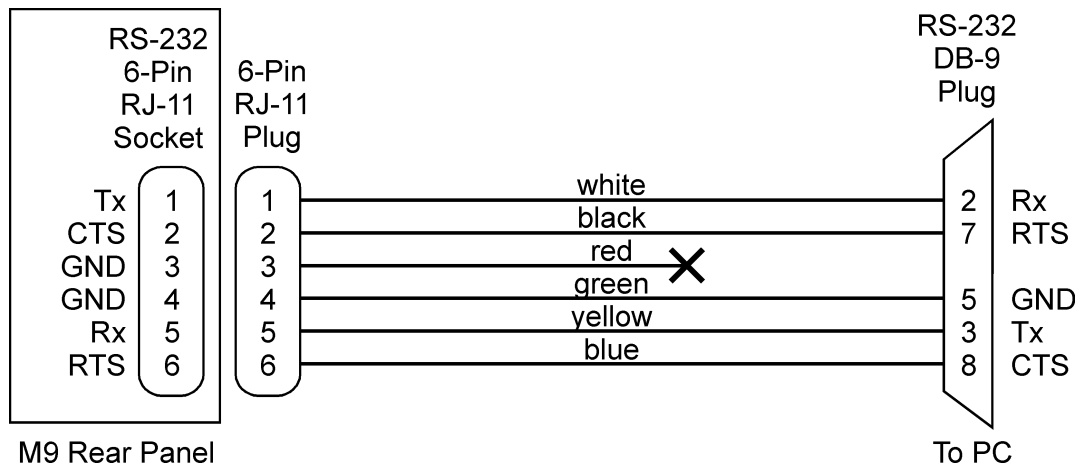 RS-232
6-Pin
RJ-11
Socket
6-Pin
RJ-11
Plug
RS-232
DB-9
Plug
Tx 1 1 white 2 Rx
CTS 2 2 black 7 RTS
GND 3 3 red
GND 4 4 green 5 GND
Rx 5 5 yellow 3 Tx
RTS 6 6 blue 8 CTS
M9 Rear Panel
To PC